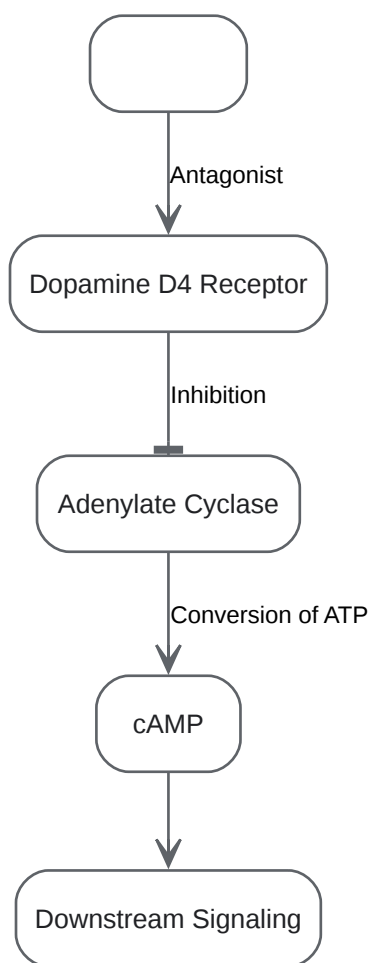 Antagonist
Dopamine D4 Receptor
Inhibition
Adenylate Cyclase
Conversion of ATP
cAMP
Downstream Signaling